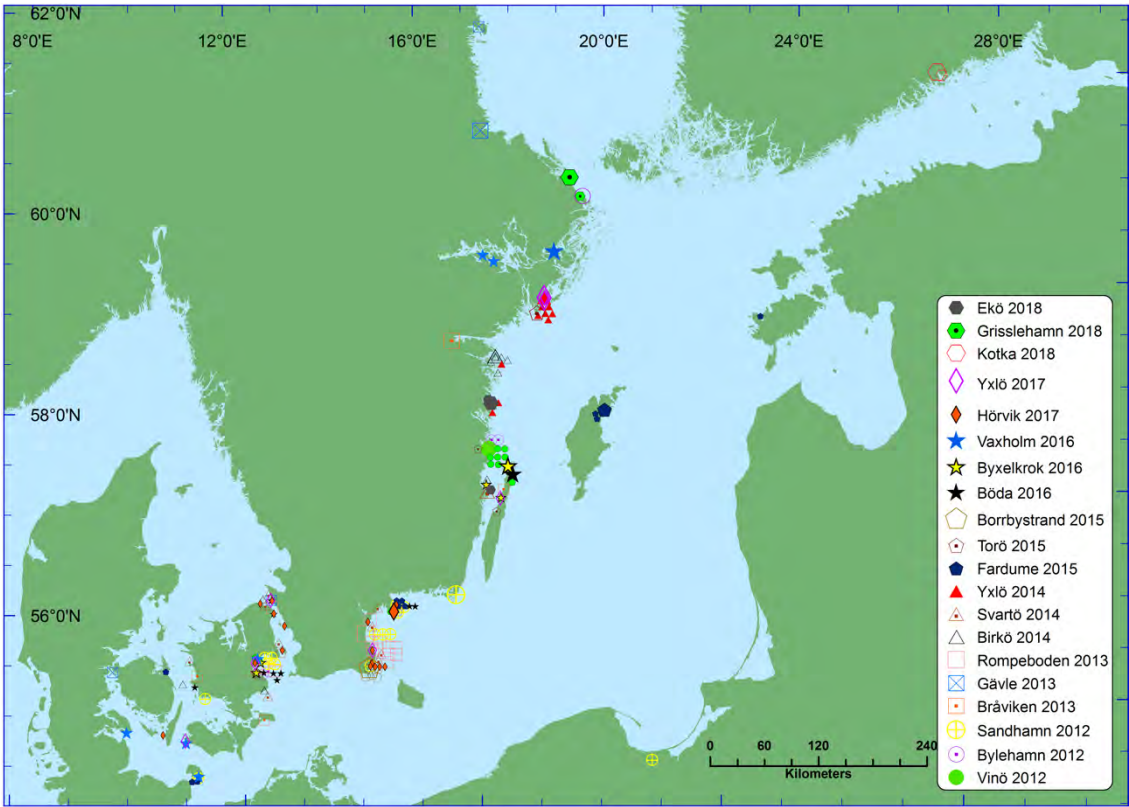 62°0'N
8°0'E 12°0'E 16°0'E 20°0'E 24°0'E 28°0'E
60°0'N
58°0'N
56°0'N
Ekö 2018
Grisslehamn 2018
Kotka 2018
Yxlö 2017
Hörvik 2017
Vaxholm 2016
Byxelkrok 2016
Böda 2016
Borrbystrand 2015
Torö 2015
Fardume 2015
Yxlö 2014
Svartö 2014
Birkö 2014
Rompeboden 2013
Gävle 2013
Bråviken 2013
Sandhamn 2012
Bylehamn 2012
Vinö 2012
0 60 120 240
Kilometers